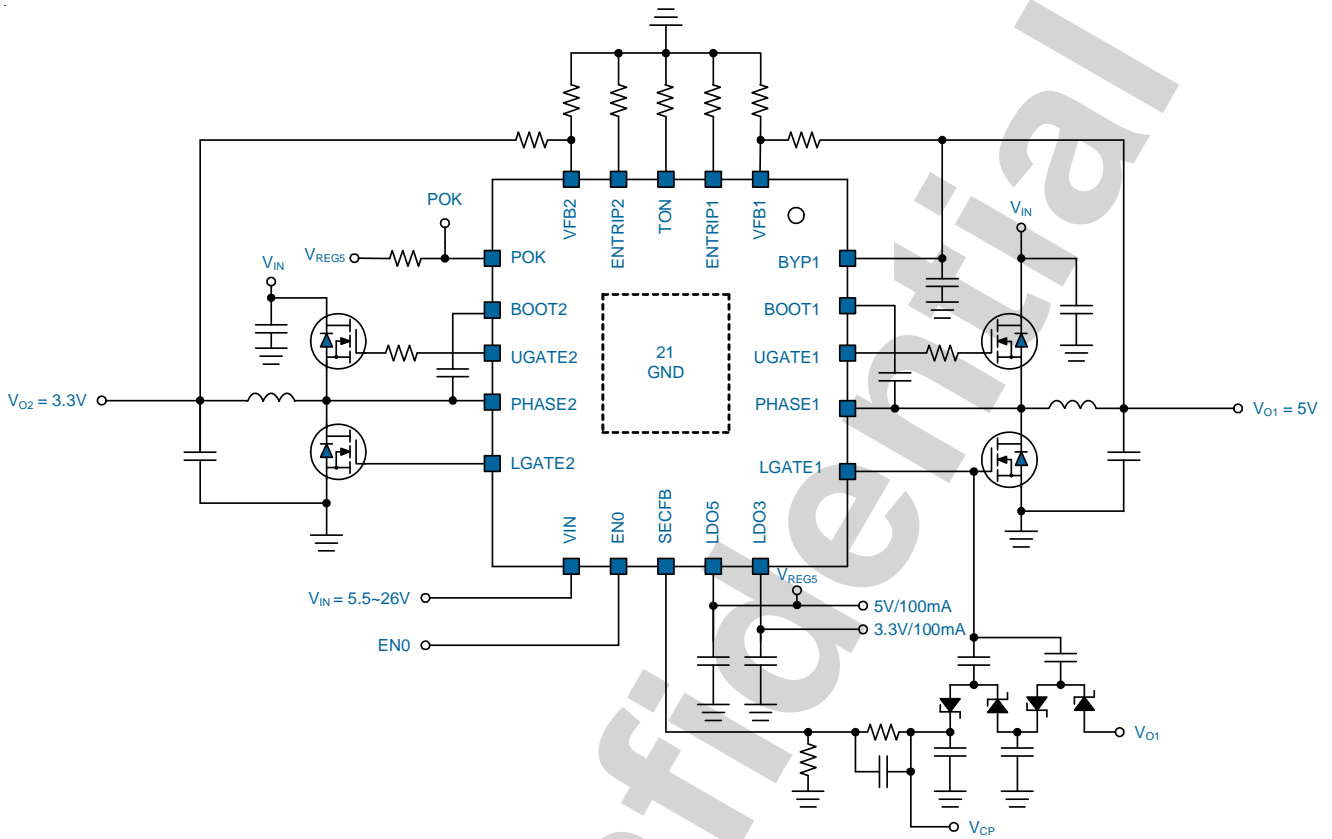 POK
VFB2
ENTRIP2
TON
ENTRIP1
VFB1
VIN
VREG5
POK
BYP1
VIN
BOOT2
BOOT1
UGATE2
21
GND
UGATE1
VO2 = 3.3V
PHASE2
PHASE1
VO1 = 5V
LGATE2
LGATE1
VIN
EN0
SECFB
LDO5
LDO3
VREG5
VIN = 5.5~26V
5V/100mA
3.3V/100mA
EN0
VO1
VCP
fidential